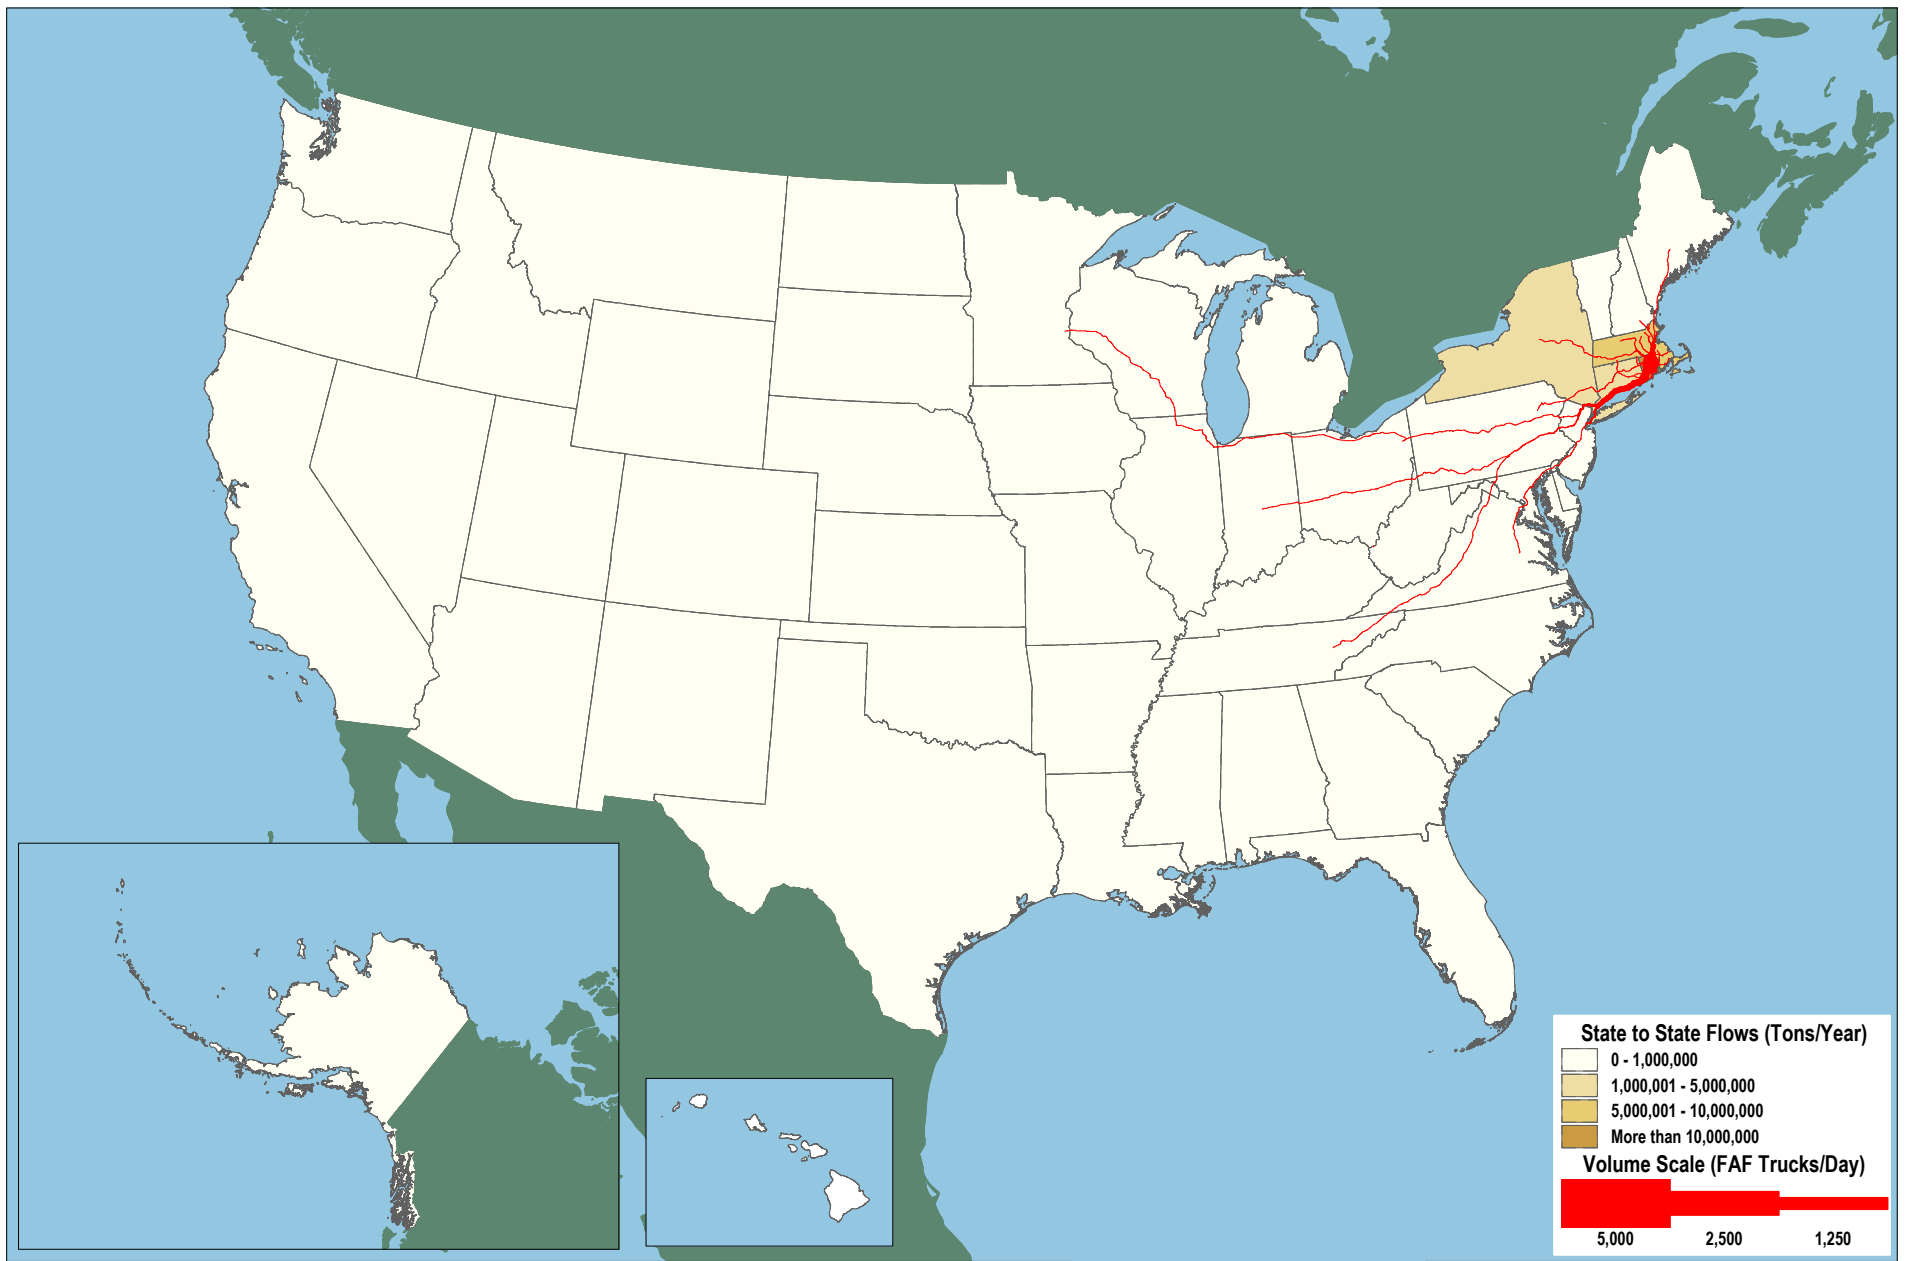 State to State Flows (Tons/Year)
0 - 1,000,000
1,000,001 - 5,000,000
5,000,001 - 10,000,000
More than 10,000,000
Volume Scale (FAF Trucks/Day)
5,000 2,500 1,250